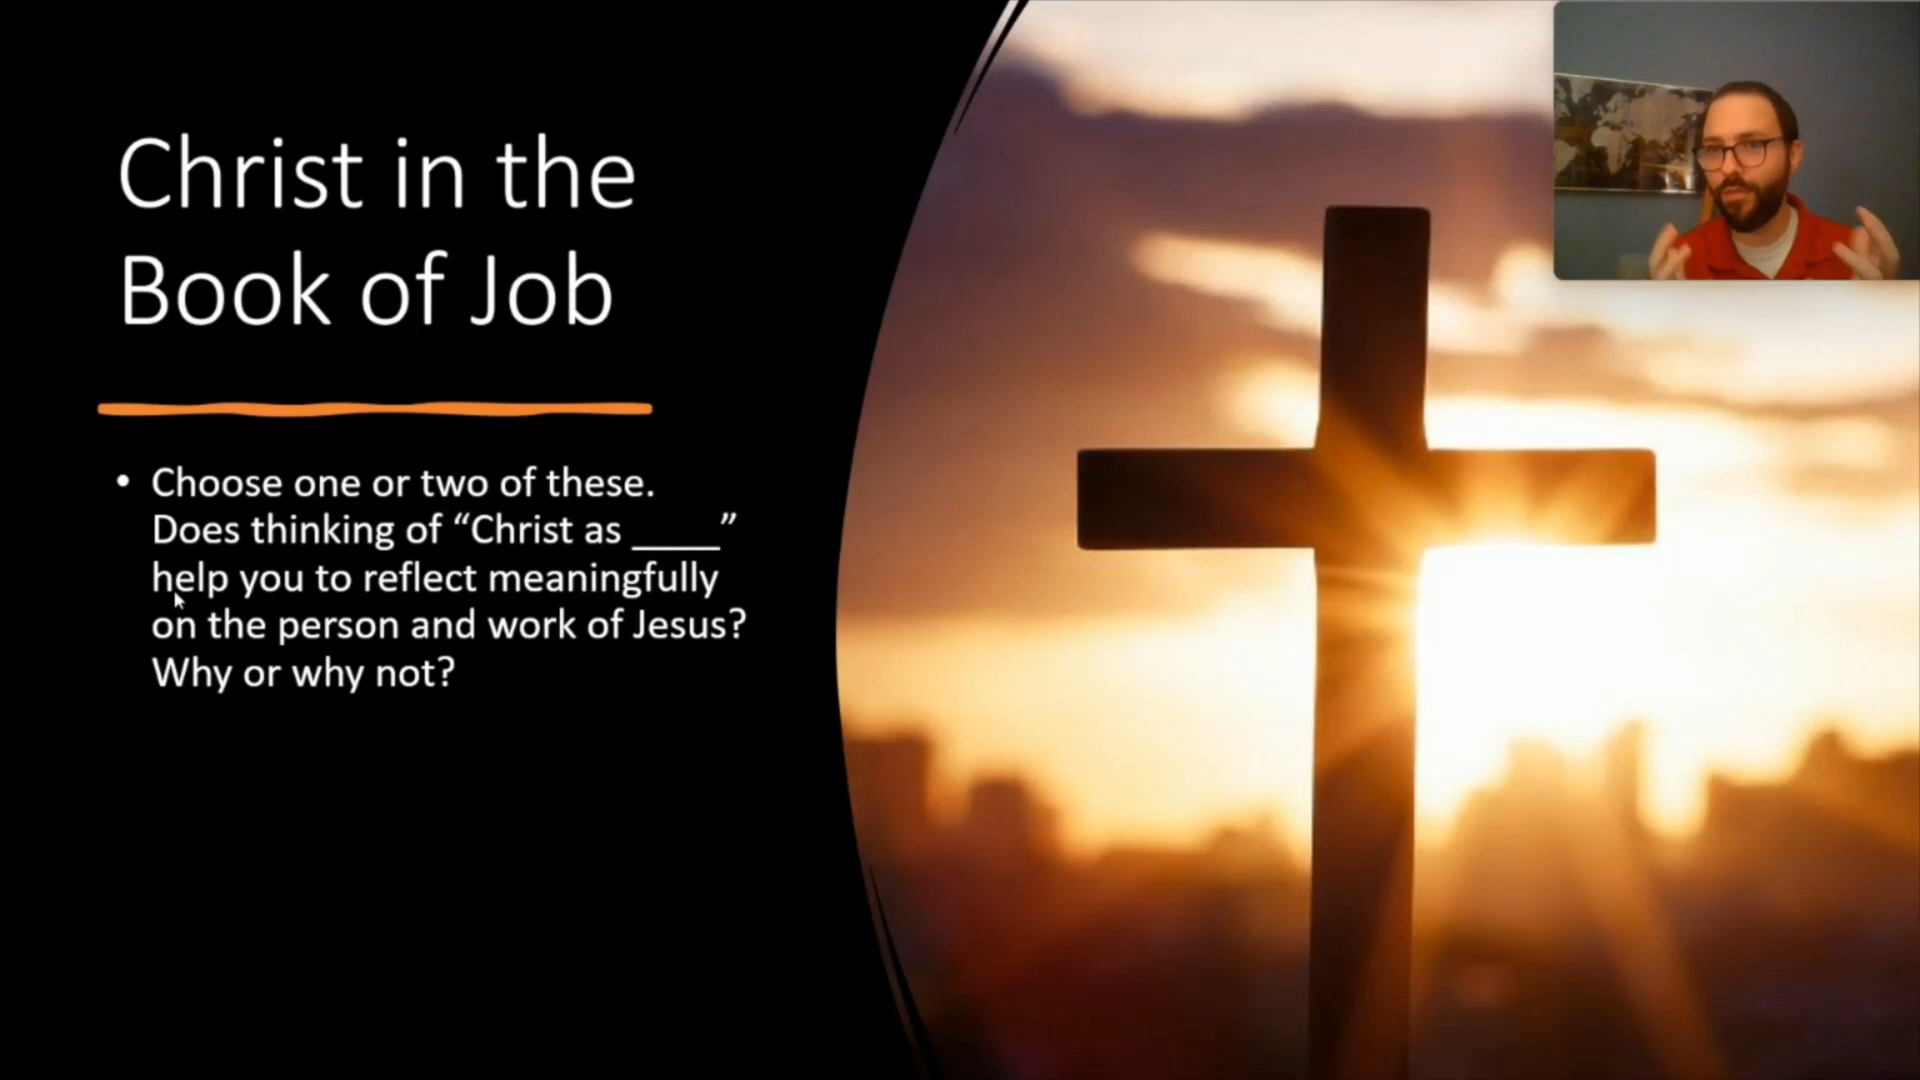 Christ in the
Book of Job
• Choose one or two of these.
Does thinking of “Christ as ____”
help you to reflect meaningfully
on the person and work of Jesus?
Why or why not?